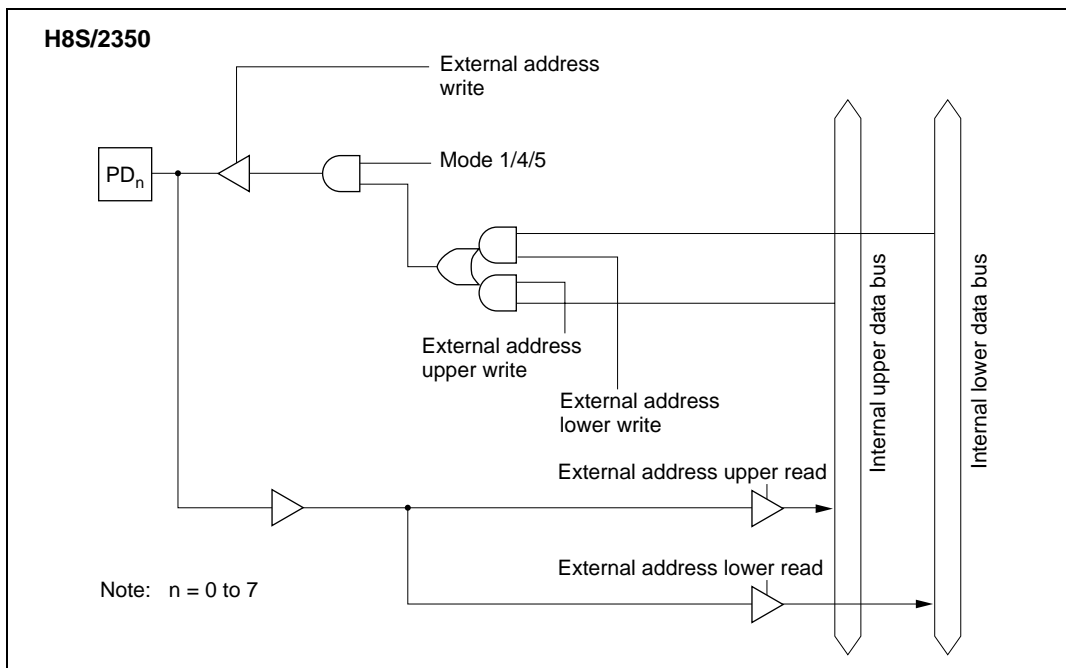 H8S/2350
External address
write
Mode 1/4/5
PDn
External address
upper write
External address
lower write
Internal upper data bus
Internal lower data bus
External address upper read
External address lower read
Note: n = 0 to 7